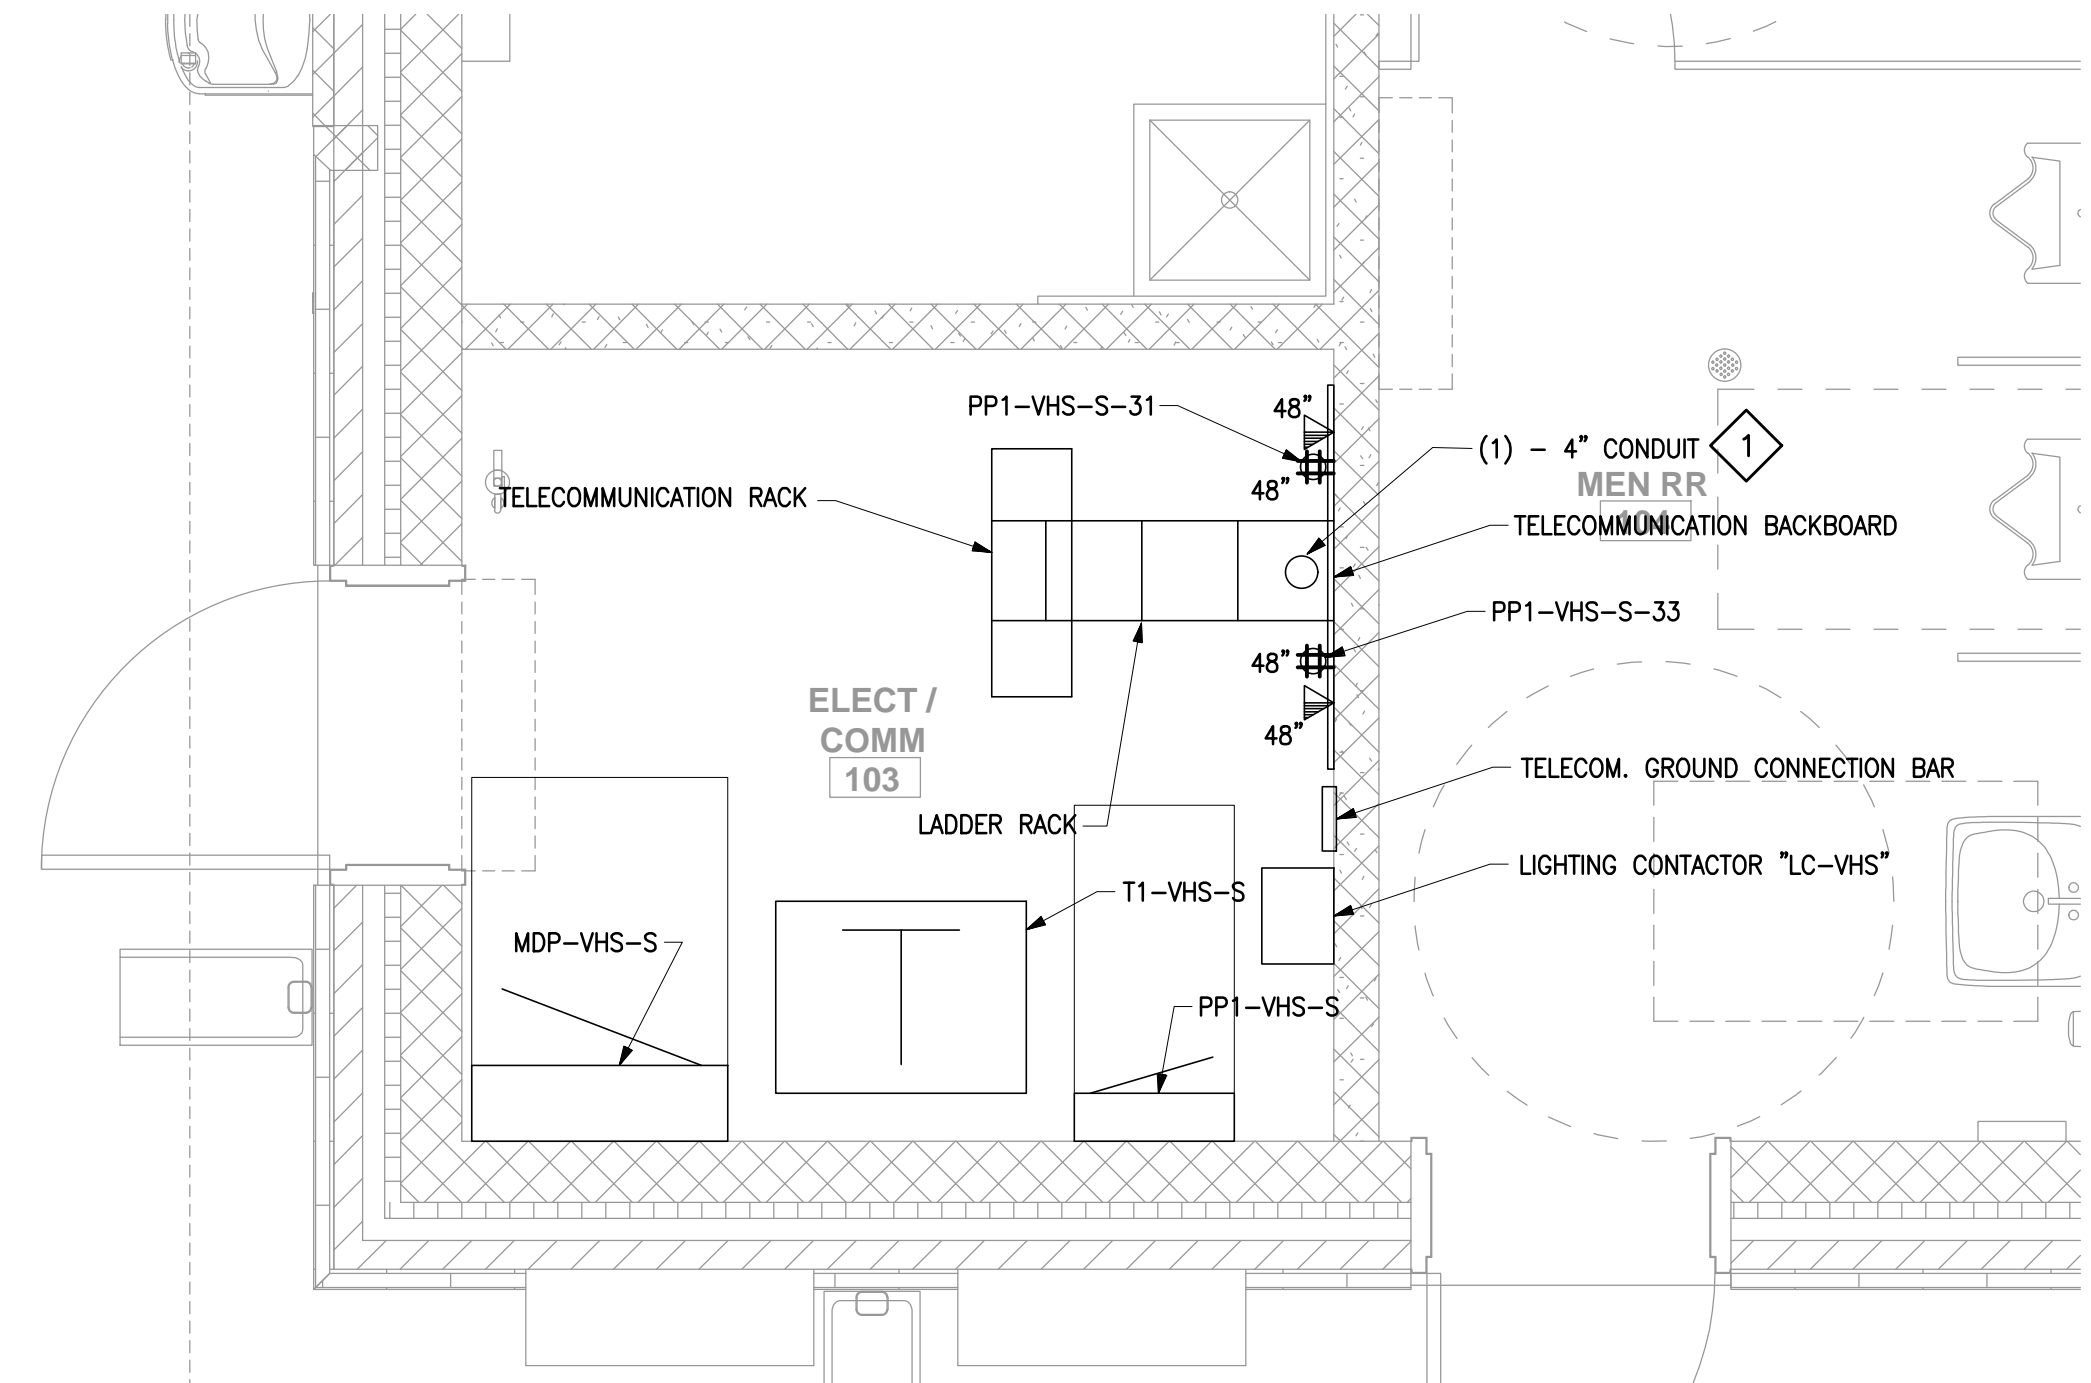 PP1-VHS-S-31
48"
(1) - 4" CONDUIT
1
48"
MEN RR
104
TELECOMMUNICATION RACK
TELECOMMUNICATION BACKBOARD
PP1-VHS-S-33
48"
ELECT /
COMM
103
48"
TELECOM. GROUND CONNECTION BAR
LADDER RACK
LIGHTING CONTACTOR "LC-VHS"
T1-VHS-S
MDP-VHS-S
T
PP1-VHS-S